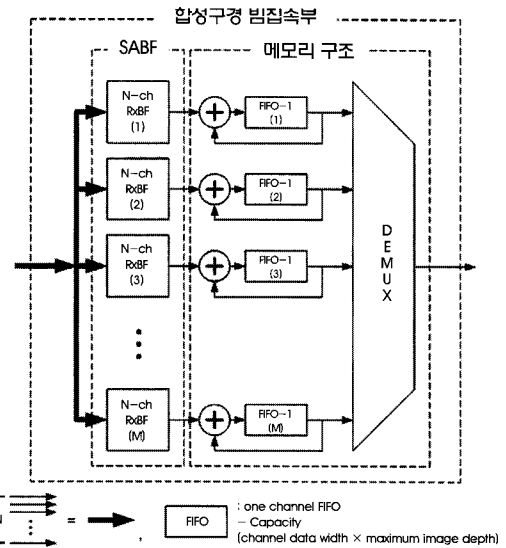 합성구경 빔집속부
SABF
메모리 구조
N-ch
RxBF
(1)
FIFO-1
(1)
N-ch
RxBF
(2)
FIFO-1
(2)
N-ch
RxBF
(3)
FIFO-1
(3)
N-ch
RxBF
(M)
FIFO-1
(M)
DEMUX
N
=
,
FIFO
: one channel FIFO
- Capacity
(channel data width × maximum image depth)